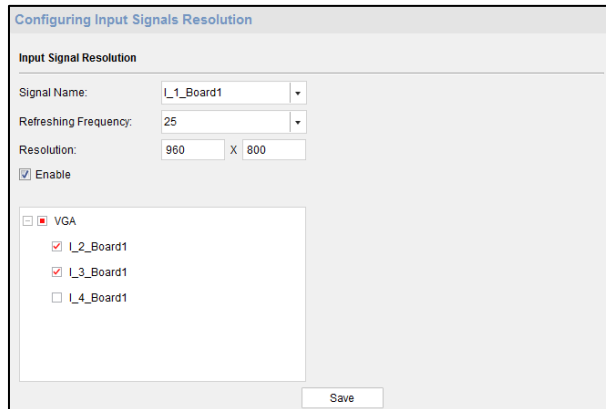 Configuring Input Signals Resolution
Input Signal Resolution
Signal Name: I_1_Board1
Refreshing Frequency: 25
Resolution: 960 X 800
Enable
VGA
I_2_Board1
I_3_Board1
I_4_Board1
Save